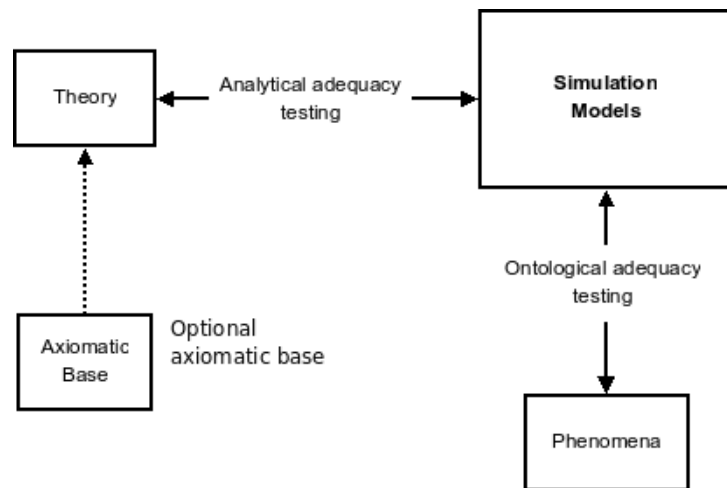 Theory
Analytical adequacy
testing
Simulation
Models
Ontological adequacy
testing
Axiomatic
Base
Optional
axiomatic base
Phenomena